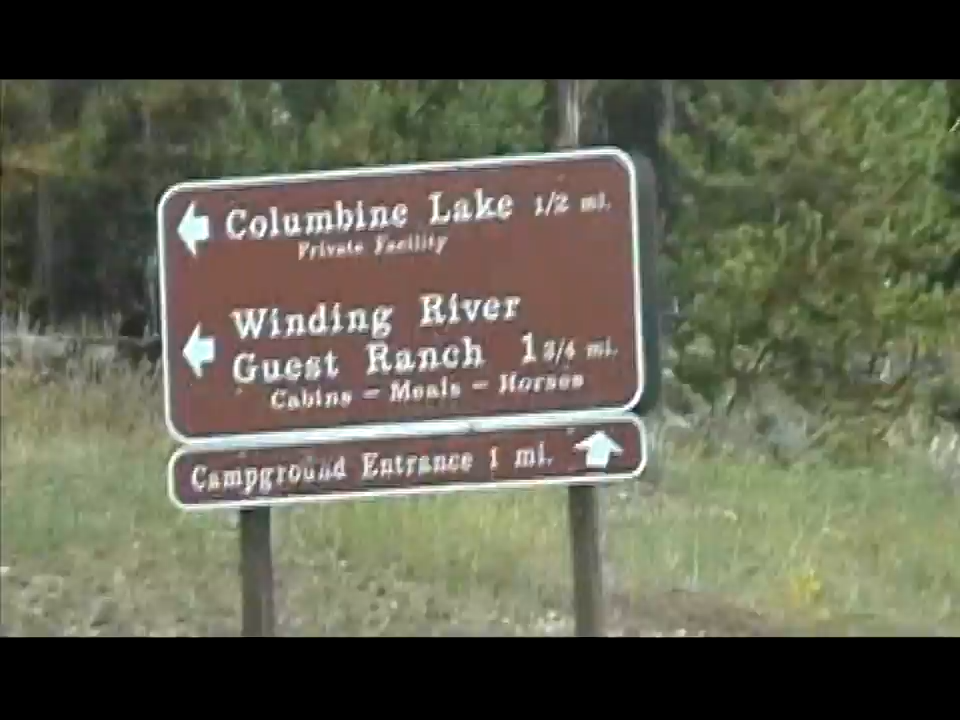 Columbine Lake 1/2 mi.
Private Facility
Winding River
Guest Ranch 1 3/4 mi.
Cabins - Meals - Horses
Campground Entrance 1 mi.